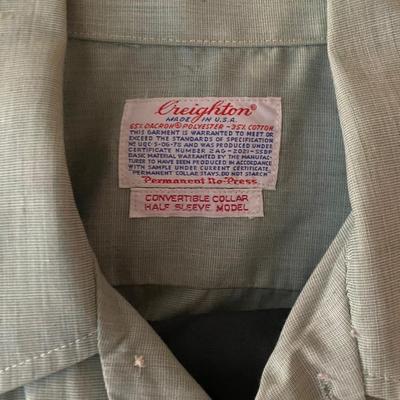 Creighton®
MADE IN U.S.A.
65% DACRON® POLYESTER - 35% COTTON
THIS GARMENT IS WARRANTED TO MEET OR
EXCEED THE STANDARDS OF SPECIFICATION
NO UGC-S-06-70 AND WAS PRODUCED UNDER
CERTIFICATE NUMBER 2AG-2021-SSDP
BASIC MATERIAL WARRANTED BY THE MANUFAC-
TURER TO HAVE BEEN PRODUCED IN ACCORDANCE
WITH SAMPLE UNDER CURRENT CERTIFICATE.
PERMANENT COLLAR STAYS. DO NOT STARCH
Permanent No-Press
CONVERTIBLE COLLAR
HALF SLEEVE MODEL